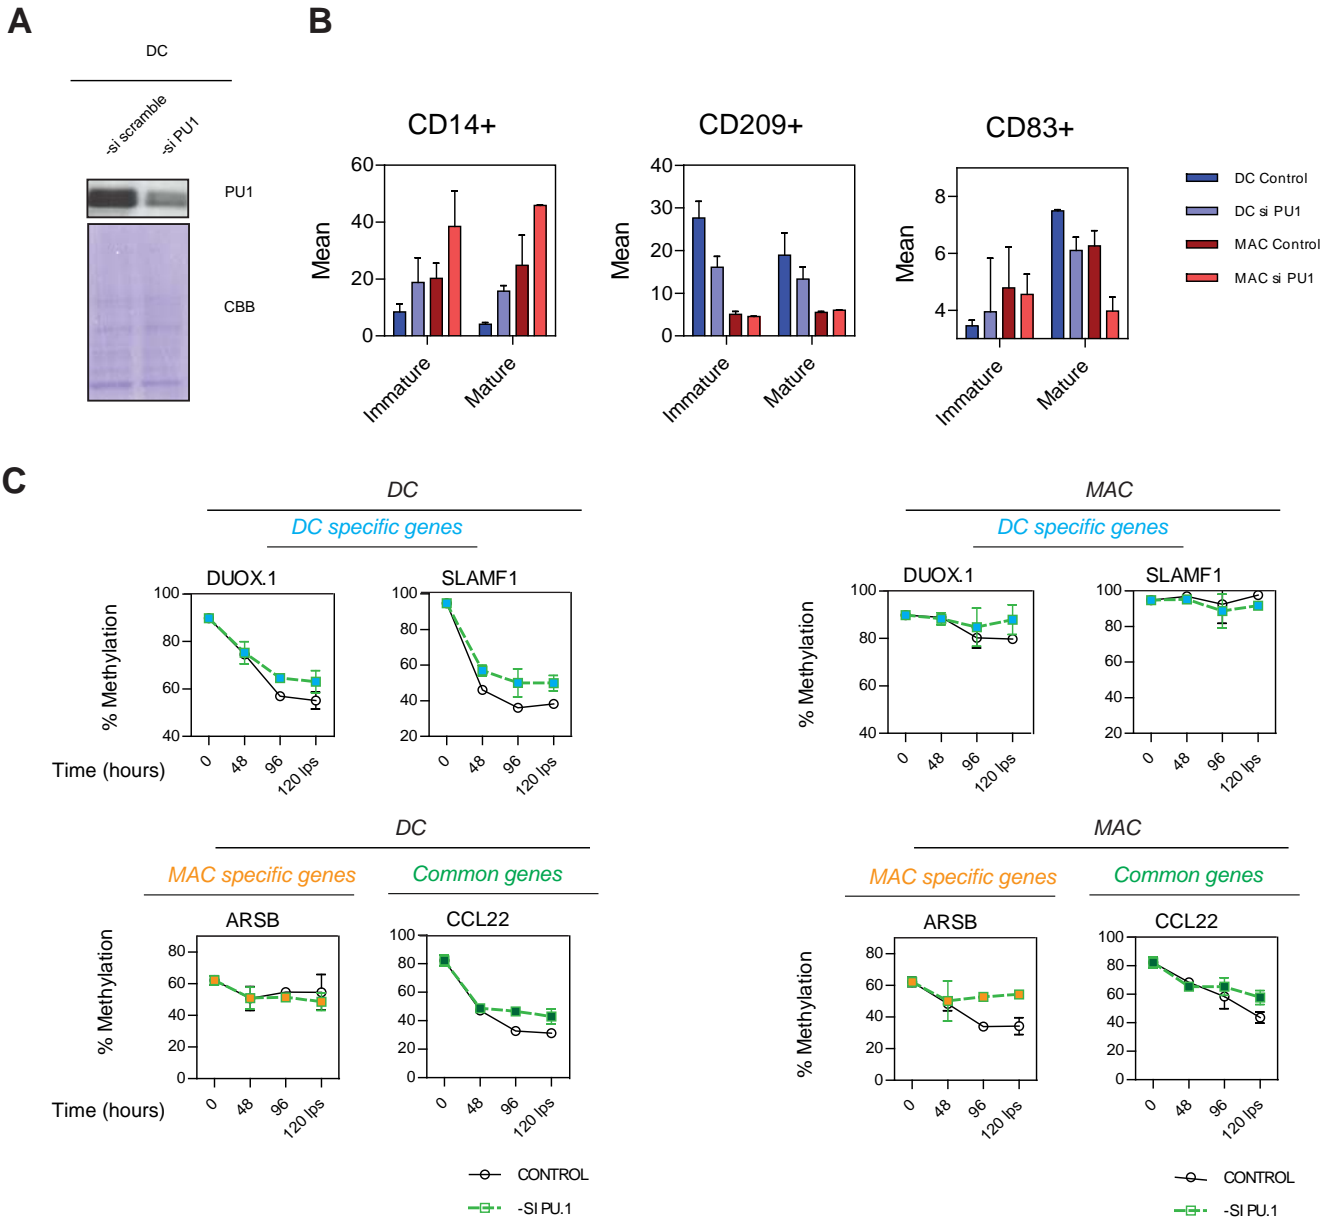 A
B
DC
-si scramble
-si PU1
PU1
CBB
CD14+
CD209+
CD83+
Mean
60
40
20
0
Immature
Mature
Mean
40
30
20
10
0
Immature
Mature
Mean
8
6
4
Immature
Mature
DC Control
DC si PU1
MAC Control
MAC si PU1
C
DC
DC specific genes
DUOX.1
SLAMF1
% Methylation
100
80
60
40
100
80
60
40
20
Time (hours)
0
48
96
120 lps
0
48
96
120 lps
MAC
DC specific genes
DUOX.1
SLAMF1
% Methylation
100
80
60
40
100
80
60
40
20
0
48
96
120 lps
0
48
96
120 lps
DC
MAC specific genes
Common genes
ARSB
CCL22
% Methylation
80
60
40
20
0
100
80
60
40
20
0
Time (hours)
0
48
96
120 lps
0
48
96
120 lps
CONTROL
-SI PU.1
MAC
MAC specific genes
Common genes
ARSB
CCL22
% Methylation
80
60
40
20
0
100
80
60
40
20
0
0
48
96
120 lps
0
48
96
120 lps
CONTROL
-SI PU.1